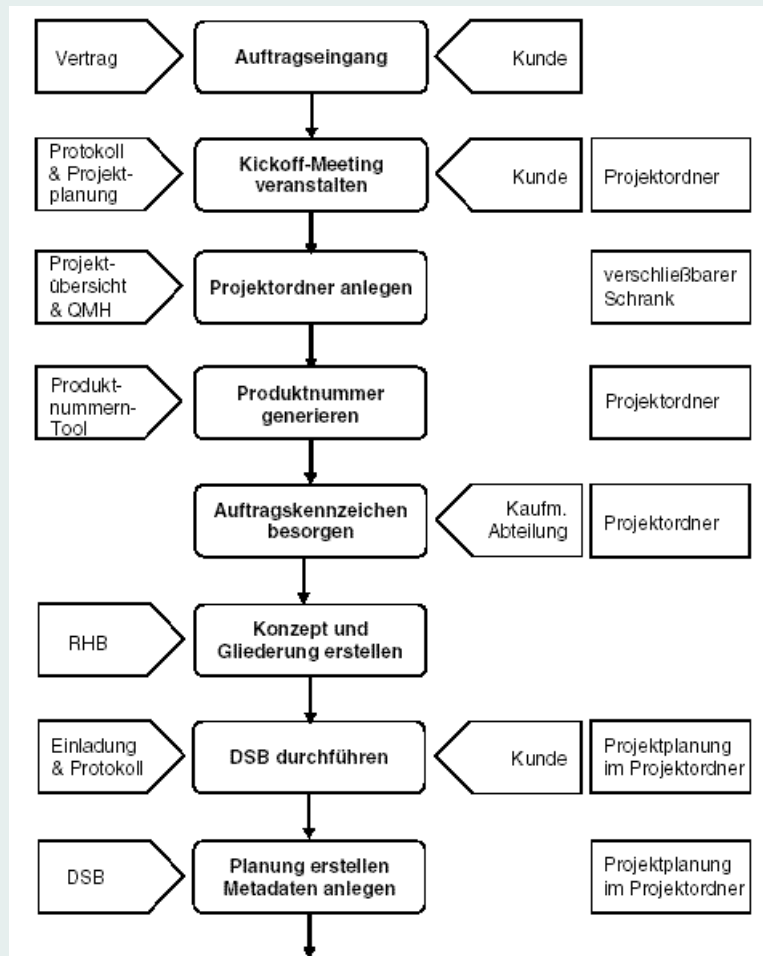 Vertrag
Auftragseingang
Kunde
Protokoll
& Projekt-
planung
Kickoff-Meeting
veranstalten
Kunde
Projektordner
Projekt-
übersicht
& QMH
Projektordner anlegen
verschließbarer
Schrank
Produkt-
nummern-
Tool
Produktnummer
generieren
Projektordner
Auftragskennzeichen
besorgen
Kaufm.
Abteilung
Projektordner
RHB
Konzept und
Gliederung erstellen
Einladung
& Protokoll
DSB durchführen
Kunde
Projektplanung
im Projektordner
DSB
Planung erstellen
Metadaten anlegen
Projektplanung
im Projektordner